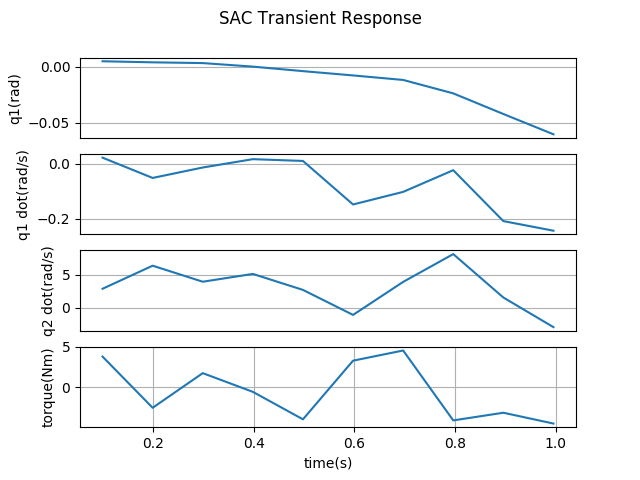 SAC Transient Response
0.00
−0.05
q1(rad)
0.0
−0.2
q1 dot(rad/s)
5
0
q2 dot(rad/s)
5
0
torque(Nm)
0.2 0.4 0.6 0.8 1.0
time(s)